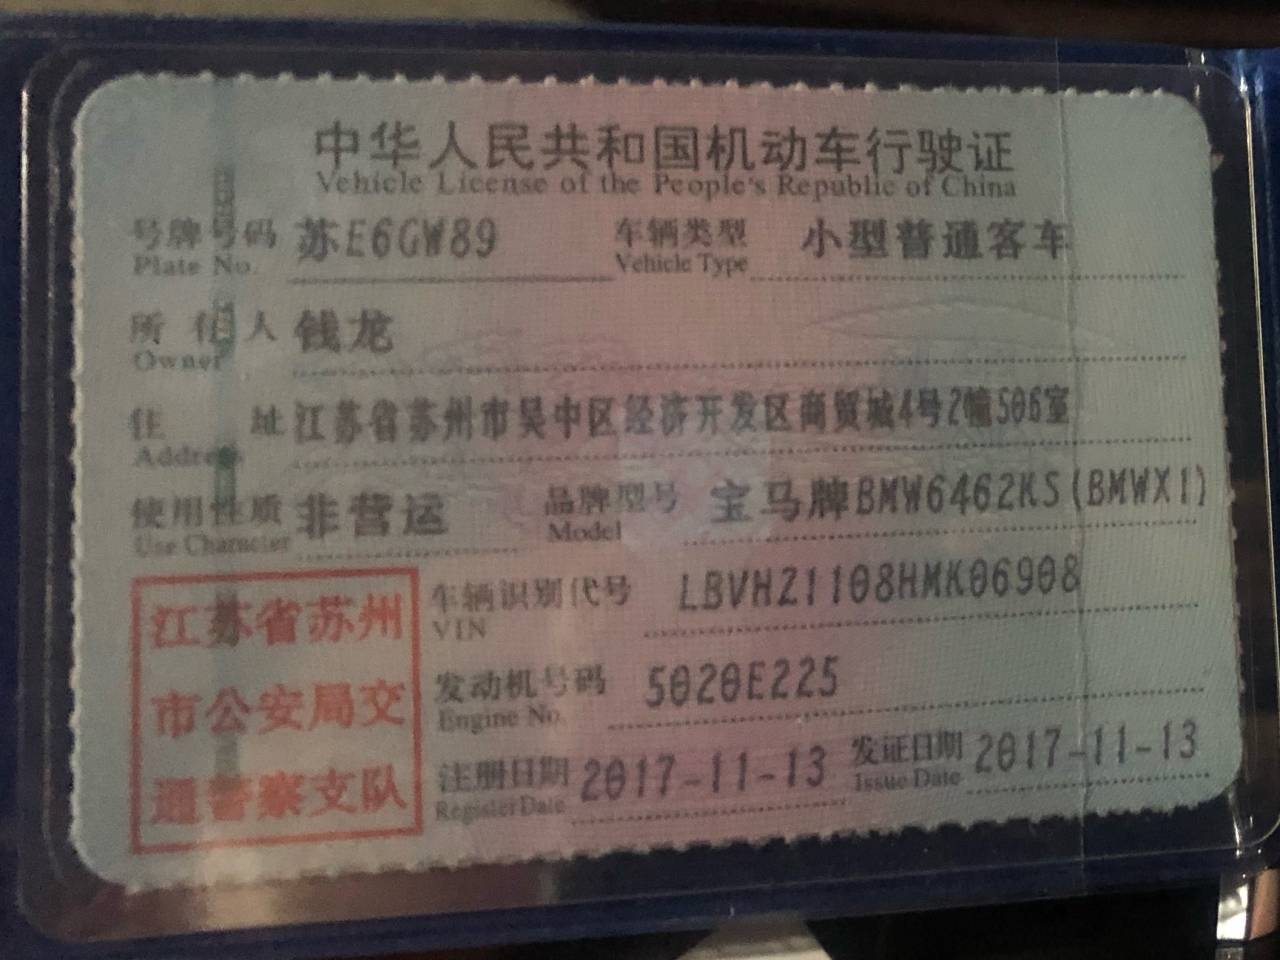 中华人民共和国机动车行驶证
Vehicle License of the People's Republic of China
号牌号码 苏E6GW89 车辆类型 小型普通客车
Plate No. Vehicle Type
所有人 钱龙
Owner
住址 江苏省苏州市吴中区经济开发区商贸城4号2幢506室
Address
使用性质 非营运 品牌型号 宝马牌BMW6462KS(BMWX1)
Use Character Model
江苏省苏州
市公安局交
通警察支队
车辆识别代号 LBVH21108HMK06908
VIN
发动机号码 5020E225
Engine No.
注册日期 2017-11-13 发证日期 2017-11-13
Register Date Issue Date